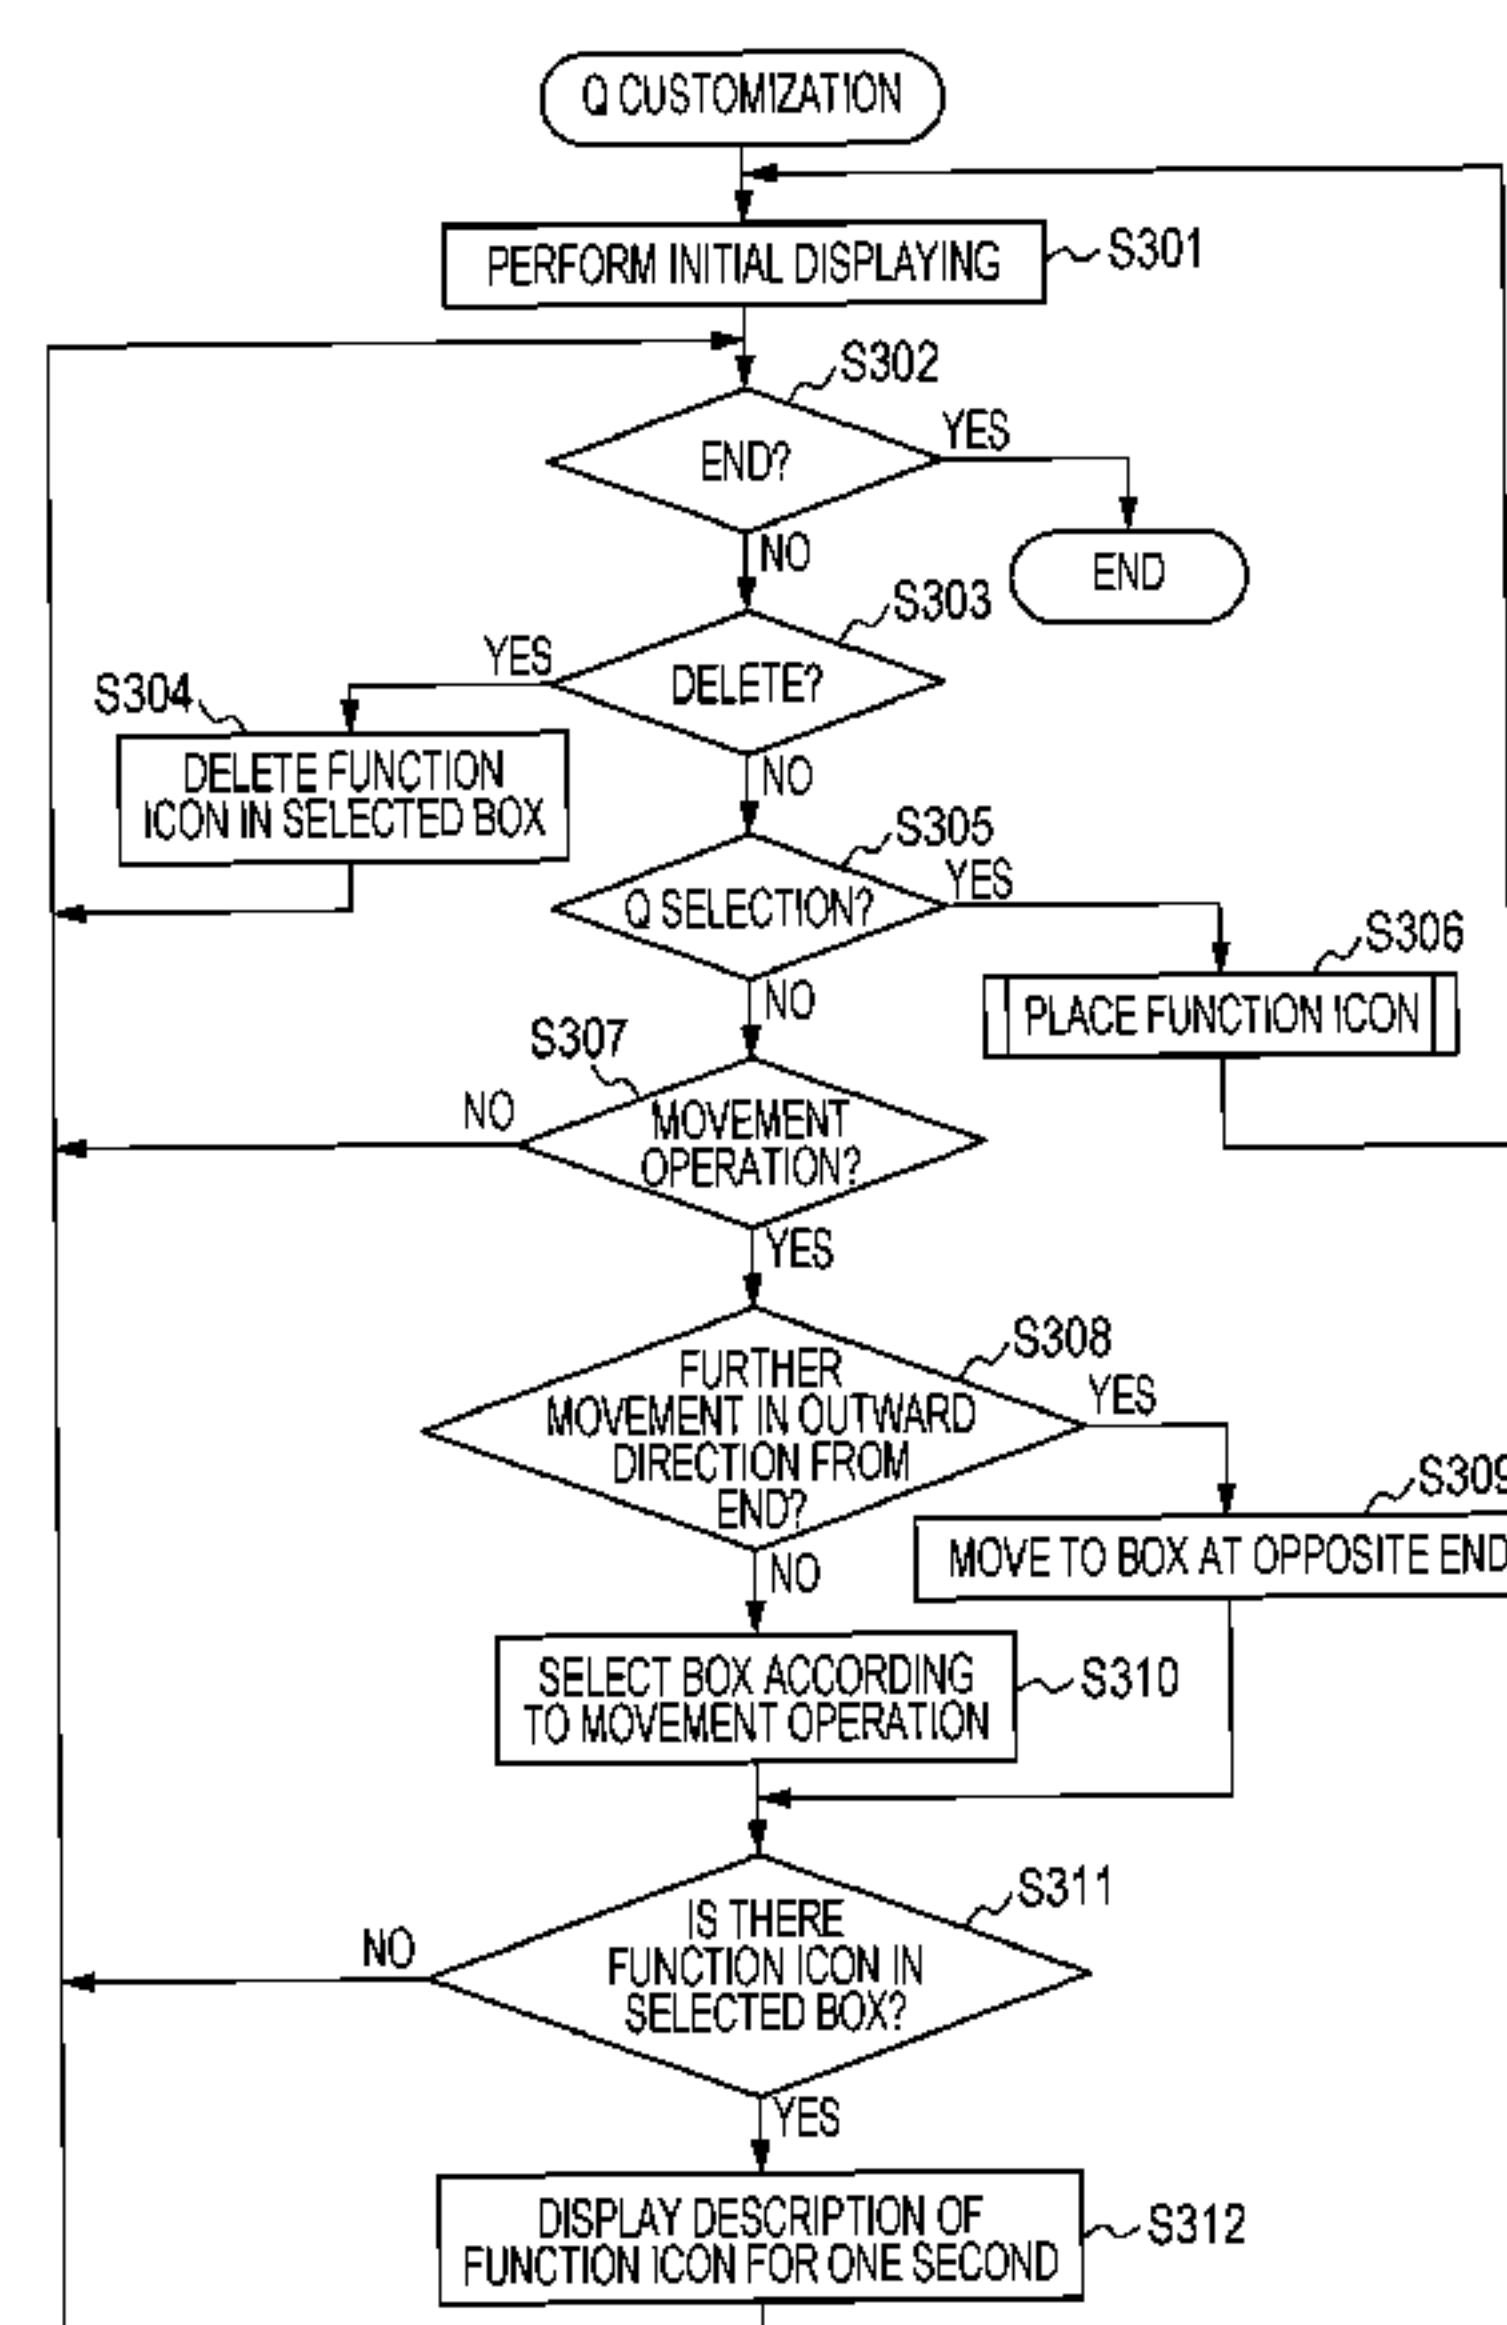 Q CUSTOMIZATION
PERFORM INITIAL DISPLAYING
S301
S302
END?
YES
NO
END
S303
DELETE?
YES
S304
DELETE FUNCTION
ICON IN SELECTED BOX
NO
S305
Q SELECTION?
YES
S306
PLACE FUNCTION ICON
NO
S307
MOVEMENT
OPERATION?
NO
YES
S308
FURTHER
MOVEMENT IN OUTWARD
DIRECTION FROM
END?
YES
S309
MOVE TO BOX AT OPPOSITE END
NO
SELECT BOX ACCORDING
TO MOVEMENT OPERATION
S310
S311
IS THERE
FUNCTION ICON IN
SELECTED BOX?
NO
YES
DISPLAY DESCRIPTION OF
FUNCTION ICON FOR ONE SECOND
S312